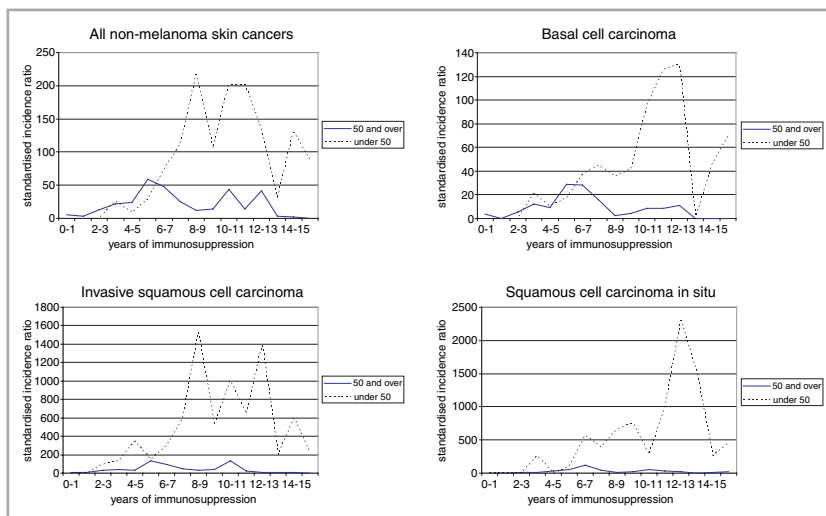 All non-melanoma skin cancers
standardised incidence ratio
250
200
150
100
50
0
0-1 2-3 4-5 6-7 8-9 10-11 12-13 14-15
years of immunosuppression
50 and over
under 50
Basal cell carcinoma
standardised incidence ratio
140
120
100
80
60
40
20
0
0-1 2-3 4-5 6-7 8-9 10-11 12-13 14-15
years of immunosuppression
50 and over
under 50
Invasive squamous cell carcinoma
standardised incidence ratio
1800
1600
1400
1200
1000
800
600
400
200
0
0-1 2-3 4-5 6-7 8-9 10-11 12-13 14-15
years of immunosuppression
50 and over
under 50
Squamous cell carcinoma in situ
standardised incidence ratio
2500
2000
1500
1000
500
0
0-1 2-3 4-5 6-7 8-9 10-11 12-13 14-15
years of immunosuppression
50 and over
under 50